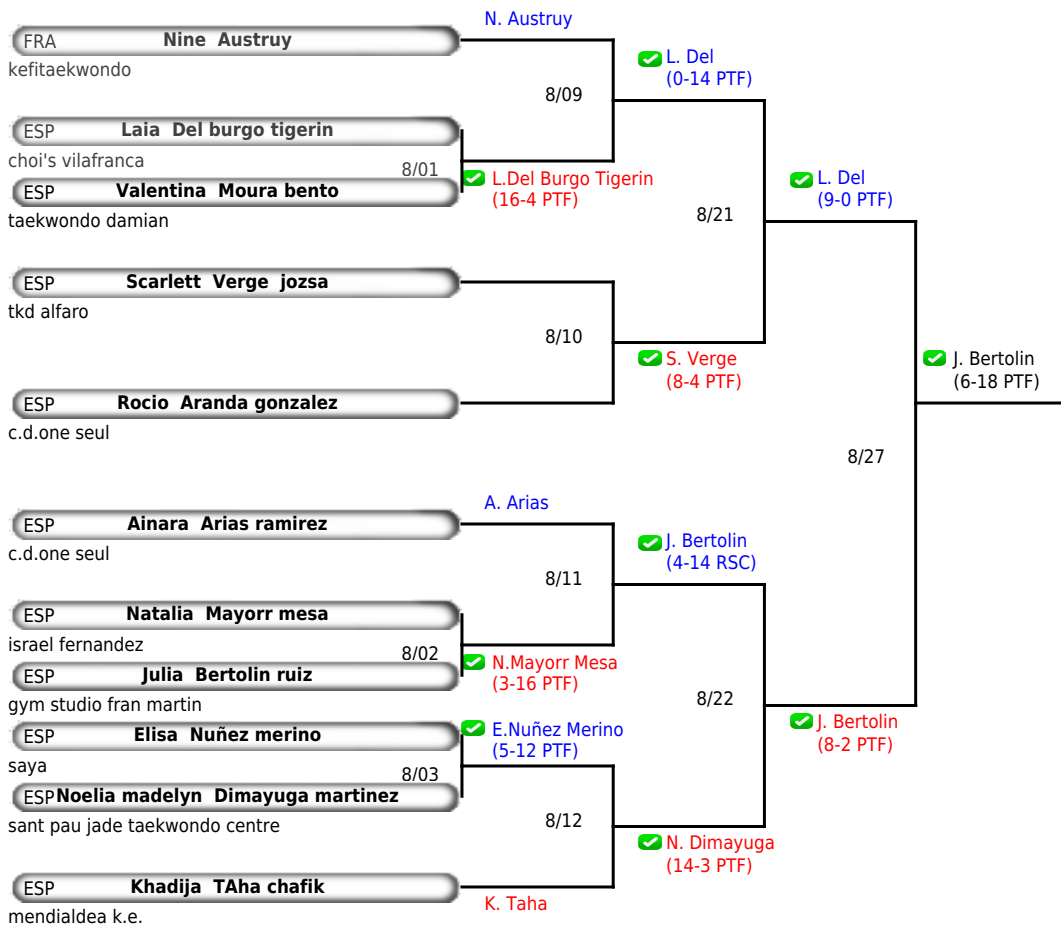 N. Austruy
FRA Nine Austruy
kefitaekwondo
L. Del
(0-14 PTF)
8/09
ESP Laia Del burgo tigerin
choi's vilafranca
8/01
L.Del Burgo Tigerin
(16-4 PTF)
ESP Valentina Moura bento
taekwondo damian
L. Del
(9-0 PTF)
8/21
ESP Scarlett Verge jozsa
tkd alfaro
8/10
S. Verge
(8-4 PTF)
J. Bertolin
(6-18 PTF)
ESP Rocio Aranda gonzalez
c.d.one seul
8/27
A. Arias
ESP Ainara Arias ramirez
c.d.one seul
J. Bertolin
(4-14 RSC)
8/11
ESP Natalia Mayorr mesa
israel fernandez
8/02
N.Mayorr Mesa
(3-16 PTF)
ESP Julia Bertolin ruiz
gym studio fran martin
8/22
J. Bertolin
(8-2 PTF)
ESP Elisa Nuñez merino
saya
E.Nuñez Merino
(5-12 PTF)
8/03
ESP Noelia madelyn Dimayuga martinez
sant pau jade taekwondo centre
8/12
N. Dimayuga
(14-3 PTF)
ESP Khadija TAha chafik
mendialdea k.e.
K. Taha